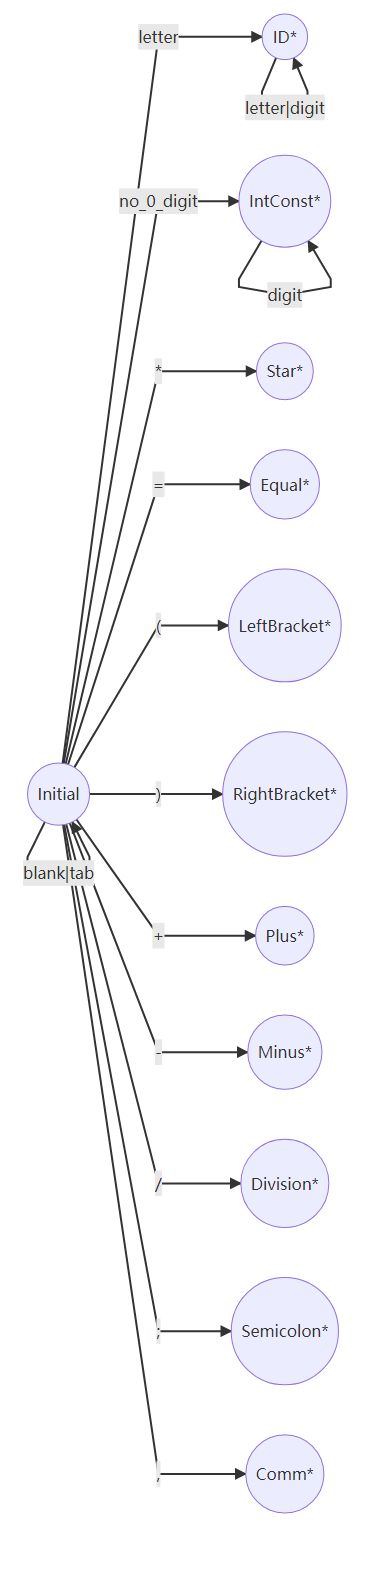 letter
ID*
letter|digit
no_0_digit
IntConst*
digit
*
Star*
=
Equal*
(
LeftBracket*
Initial
)
RightBracket*
blank|tab
+
Plus*
-
Minus*
/
Division*
;
Semicolon*
,
Comm*